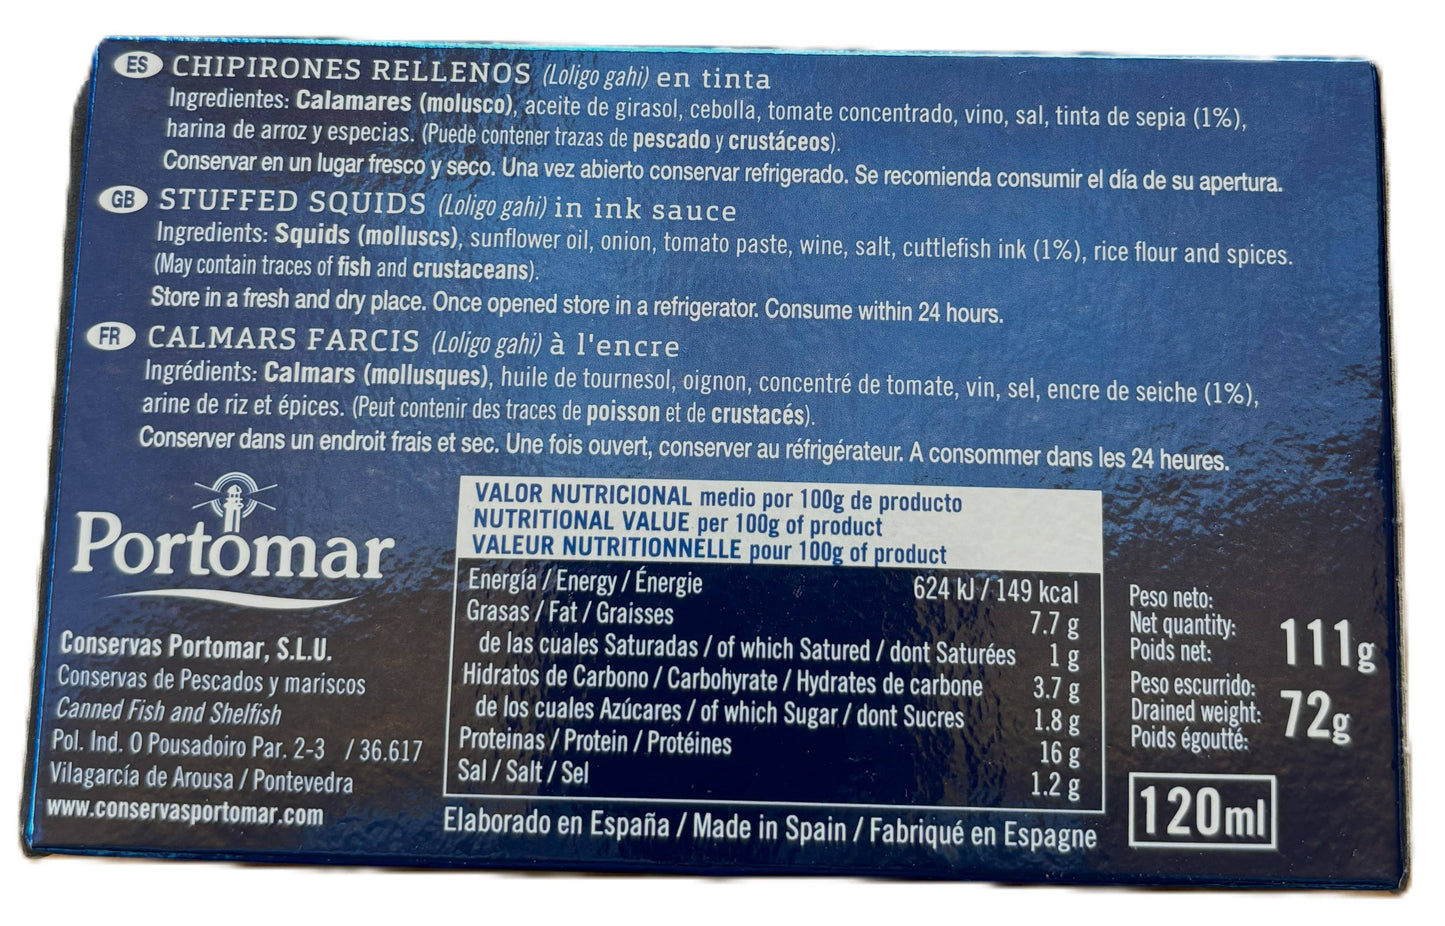 ES CHIPIRONES RELLENOS (Loligo gahi) en tinta
Ingredientes: Calamares (molusco), aceite de girasol, cebolla, tomate concentrado, vino, sal, tinta de sepia (1%),
harina de arroz y especias. (Puede contener trazas de pescado y crustáceos).
Conservar en un lugar fresco y seco. Una vez abierto conservar refrigerado. Se recomienda consumir el día de su apertura.
GB STUFFED SQUIDS (Loligo gahi) in ink sauce
Ingredients: Squids (molluscs), sunflower oil, onion, tomato paste, wine, salt, cuttlefish ink (1%), rice flour and spices.
(May contain traces of fish and crustaceans).
Store in a fresh and dry place. Once opened store in a refrigerator. Consume within 24 hours.
FR CALMARS FARCIS (Loligo gahi) à l'encre
Ingrédients: Calmars (mollusques), huile de tournesol, oignon, concentré de tomate, vin, sel, encre de seiche (1%),
arine de riz et épices. (Peut contenir des traces de poisson et de crustacés).
Conserver dans un endroit frais et sec. Une fois ouvert, conserver au réfrigérateur. A consommer dans les 24 heures.
Portomar
Conservas Portomar, S.L.U.
Conservas de Pescados y mariscos
Canned Fish and Shelfish
Pol. Ind. O Pousadoiro Par. 2-3 / 36.617
Vilagarcía de Arousa / Pontevedra
www.conservasportomar.com
VALOR NUTRICIONAL medio por 100g de producto
NUTRITIONAL VALUE per 100g of product
VALEUR NUTRITIONNELLE pour 100g of product
Energía / Energy / Énergie 624 kJ / 149 kcal
Grasas / Fat / Graisses 7.7 g
de las cuales Saturadas / of which Satured / dont Saturées 1 g
Hidratos de Carbono / Carbohyrate / Hydrates de carbone 3.7 g
de los cuales Azúcares / of which Sugar / dont Sucres 1.8 g
Proteinas / Protein / Protéines 16 g
Sal / Salt / Sel 1.2 g
Elaborado en España / Made in Spain / Fabriqué en Espagne
Peso neto:
Net quantity: 111g
Poids net:
Peso escurrido:
Drained weight: 72g
Poids égoutté:
120ml